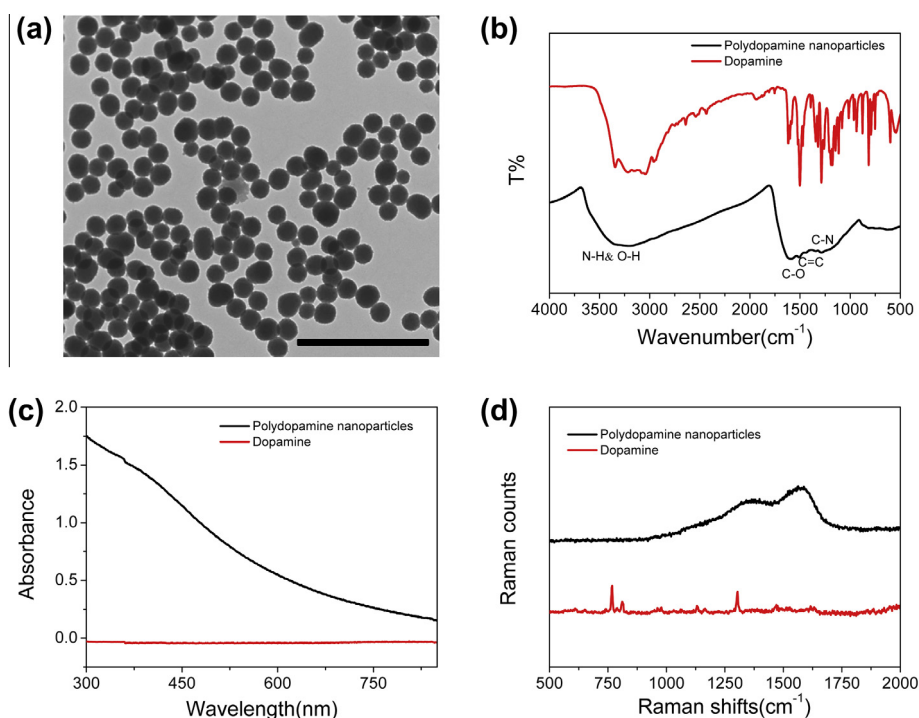 (a)
(b)
Polydopamine nanoparticles
Dopamine
T%
N-H& O-H
C-N
C=C
C-O
4000 3500 3000 2500 2000 1500 1000 500
Wavenumber(cm-1)
(c)
2.0
1.5
1.0
0.5
0.0
Polydopamine nanoparticles
Dopamine
Absorbance
300 450 600 750
Wavelength(nm)
(d)
Polydopamine nanoparticles
Dopamine
Raman counts
500 750 1000 1250 1500 1750 2000
Raman shifts(cm-1)